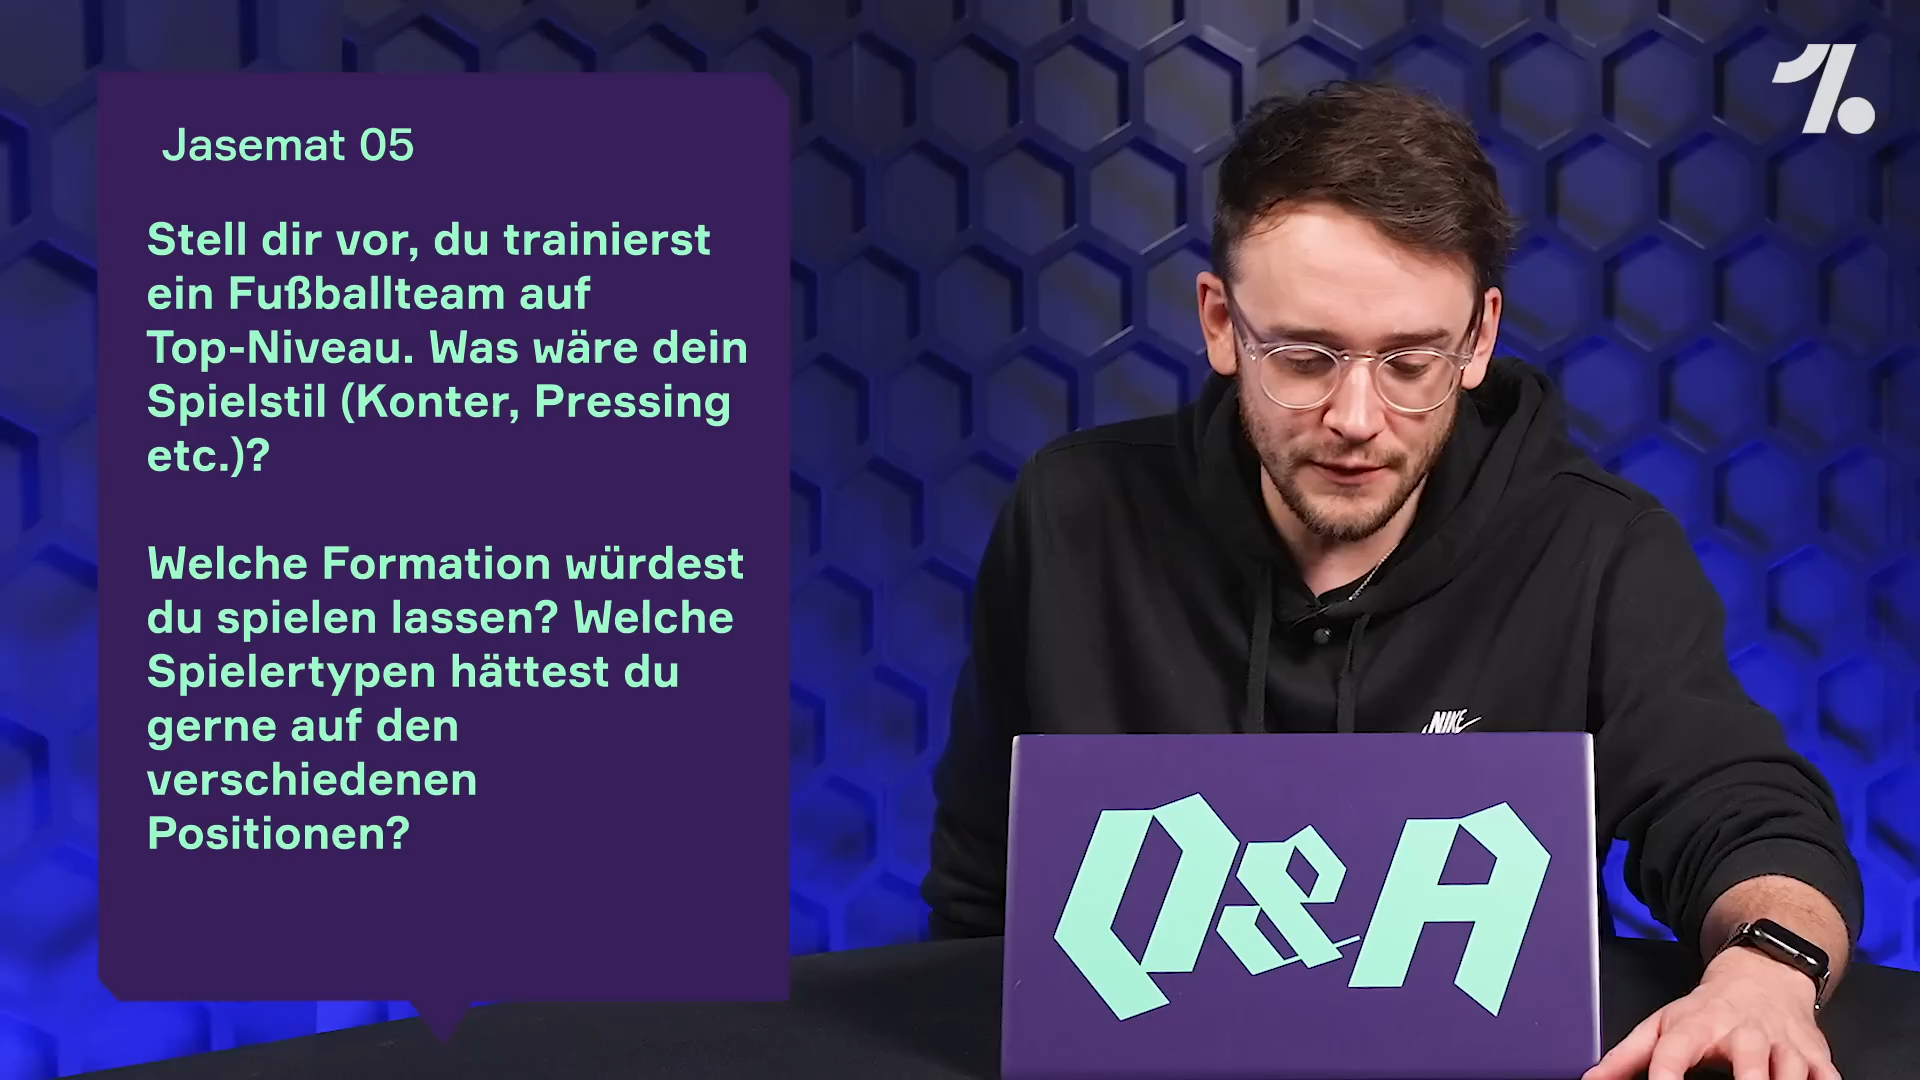 Jasemat 05
Stell dir vor, du trainierst
ein Fußballteam auf
Top-Niveau. Was wäre dein
Spielstil (Konter, Pressing
etc.)?
Welche Formation würdest
du spielen lassen? Welche
Spielertypen hättest du
gerne auf den
verschiedenen
Positionen?
NIKE
Q&A